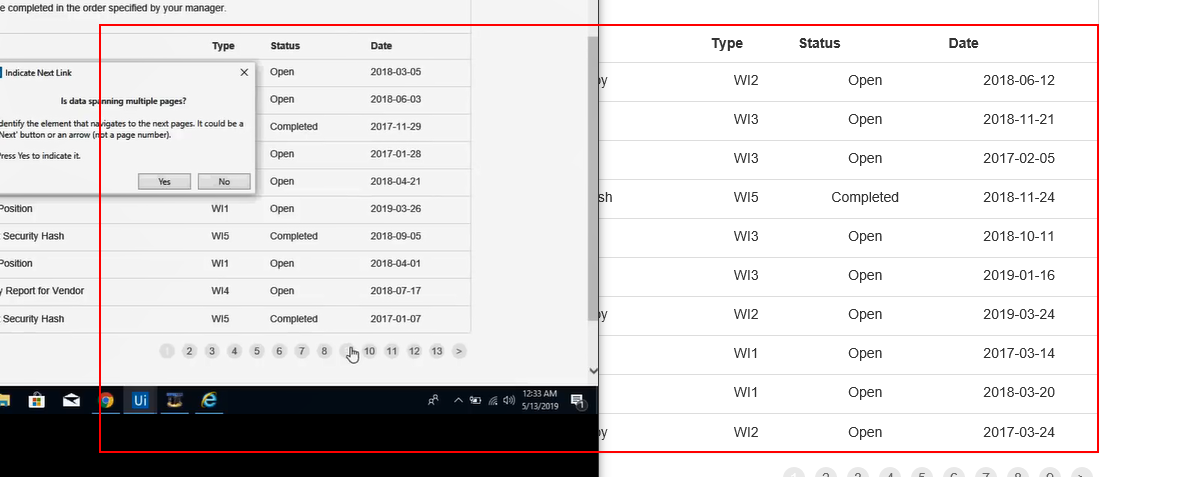 e completed in the order specified by your manager.
Type Status Date
Open 2018-03-05
Indicate Next Link
Is data spanning multiple pages?
Open 2018-06-03
dentify the element that navigates to the next pages. It could be a
Next' button or an arrow (not a page number).
Completed 2017-11-29
Press Yes to indicate it.
Open 2017-01-28
Yes No
Open 2018-04-21
Position WI1 Open 2019-03-26
Security Hash WI5 Completed 2018-09-05
Position WI1 Open 2018-04-01
y Report for Vendor WI4 Open 2018-07-17
Security Hash WI5 Completed 2017-01-07
1 2 3 4 5 6 7 8 10 11 12 13 >
Ui
12:33 AM
5/13/2019
1
Type Status Date
by WI2 Open 2018-06-12
WI3 Open 2018-11-21
WI3 Open 2017-02-05
sh WI5 Completed 2018-11-24
WI3 Open 2018-10-11
WI3 Open 2019-01-16
by WI2 Open 2019-03-24
WI1 Open 2017-03-14
WI1 Open 2018-03-20
by WI2 Open 2017-03-24
1 2 3 4 5 6 7 8 9 >